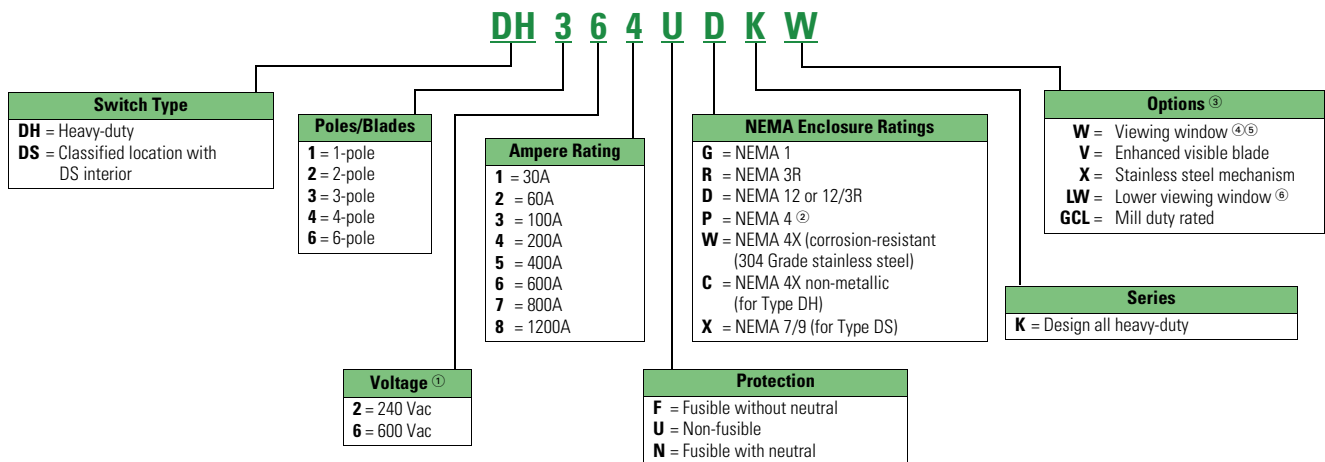 DH 3 6 4 U D K W
Switch Type
DH = Heavy-duty
DS = Classified location with
DS interior
Poles/Blades
1 = 1-pole
2 = 2-pole
3 = 3-pole
4 = 4-pole
6 = 6-pole
Voltage ①
2 = 240 Vac
6 = 600 Vac
Ampere Rating
1 = 30A
2 = 60A
3 = 100A
4 = 200A
5 = 400A
6 = 600A
7 = 800A
8 = 1200A
Protection
F = Fusible without neutral
U = Non-fusible
N = Fusible with neutral
NEMA Enclosure Ratings
G = NEMA 1
R = NEMA 3R
D = NEMA 12 or 12/3R
P = NEMA 4 ②
W = NEMA 4X (corrosion-resistant
(304 Grade stainless steel)
C = NEMA 4X non-metallic
(for Type DH)
X = NEMA 7/9 (for Type DS)
Series
K = Design all heavy-duty
Options ③
W = Viewing window ④⑤
V = Enhanced visible blade
X = Stainless steel mechanism
LW = Lower viewing window ⑥
GCL = Mill duty rated